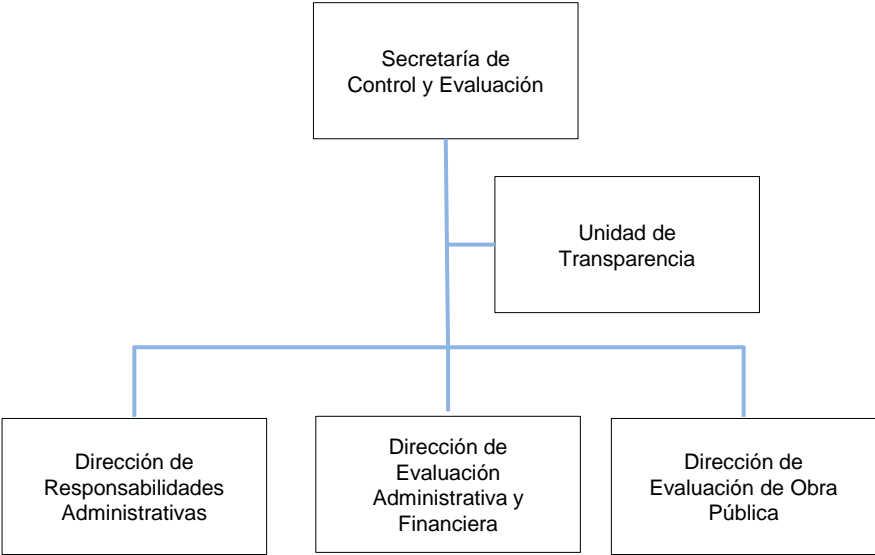 Secretaría de
Control y Evaluación
Unidad de
Transparencia
Dirección de
Responsabilidades
Administrativas
Dirección de
Evaluación
Administrativa y
Financiera
Dirección de
Evaluación de Obra
Pública